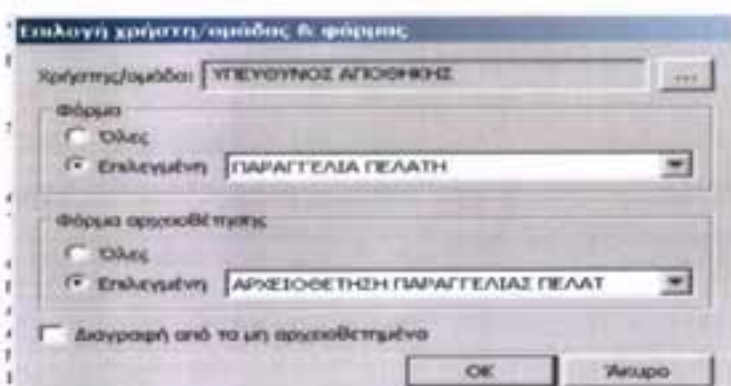 Επιλογή χρήστη/ομάδας & φόρμας
Χρήστης/ομάδα: ΥΠΕΥΘΥΝΟΣ ΑΠΟΘΗΚΗΣ ...
Φόρμα
Όλες
Επιλεγμένη ΠΑΡΑΓΓΕΛΙΑ ΠΕΛΑΤΗ
Φόρμα αρχειοθέτησης
Όλες
Επιλεγμένη ΑΡΧΕΙΟΘΕΤΗΣΗ ΠΑΡΑΓΓΕΛΙΑΣ ΠΕΛΑΤ
Διαγραφή από τα μη αρχειοθετημένα
OK Άκυρο